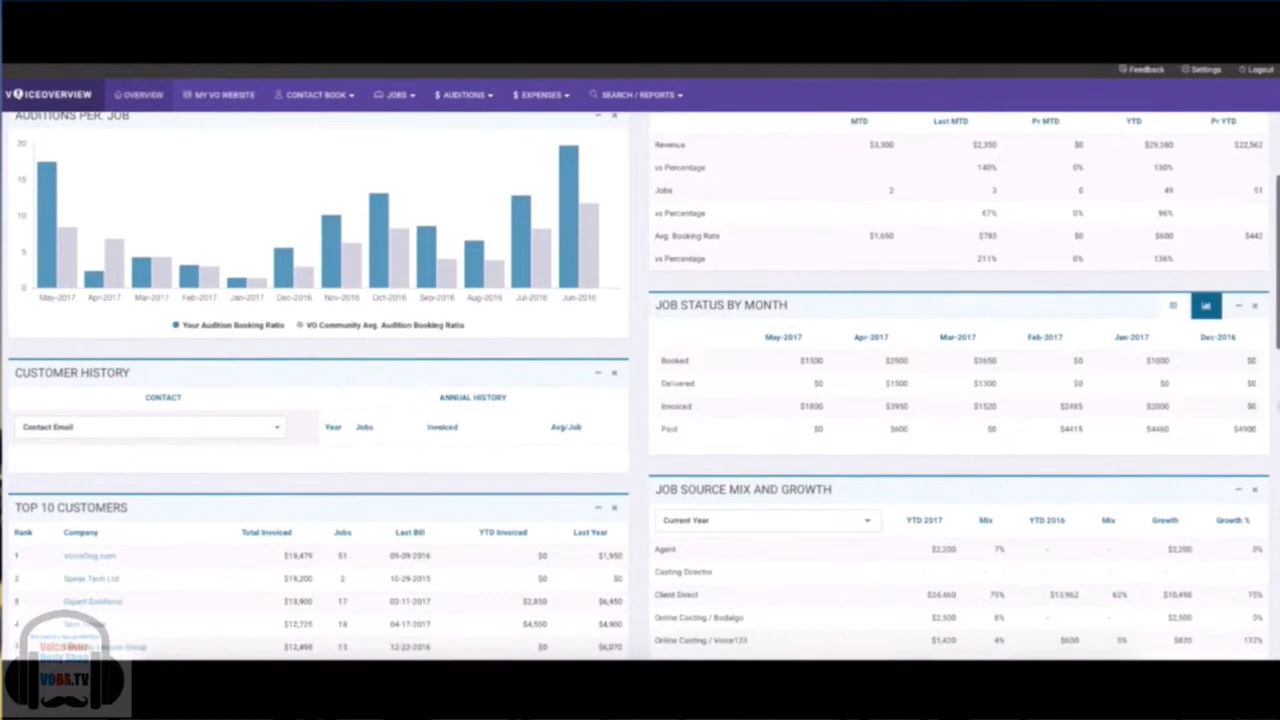 Feedback Settings Logout
VOICEOVERVIEW OVERVIEW MY VO WEBSITE CONTACT BOOK JOBS $ AUDITIONS $ EXPENSES SEARCH / REPORTS
AUDITIONS PER. JOB
20
15
10
5
0
May-2017 Apr-2017 Mar-2017 Feb-2017 Jan-2017 Dec-2016 Nov-2016 Oct-2016 Sep-2016 Aug-2016 Jul-2016 Jun-2016
Your Audition Booking Ratio VO Community Avg. Audition Booking Ratio
CUSTOMER HISTORY
CONTACT ANNUAL HISTORY
Contact Email Year Jobs Invoiced Avg/Job
TOP 10 CUSTOMERS
Rank Company Total Invoiced Jobs Last Bill YTD Invoiced Last Year
1 $19,479 51 09-09-2016 $0 $1,950
2 Speak Tech Ltd $19,200 2 10-29-2015 $0 $0
3 Expert Solutions $13,900 17 02-11-2017 $2,850 $6,450
4 $12,725 18 04-17-2017 $4,500 $4,900
$12,498 13 12-22-2016 $0 $6,070
MTD Last MTD Pr MTD YTD Pr YTD
Revenue $3,300 $2,350 $0 $29,380 $22,562
vs Percentage 140% 0% 130%
Jobs 2 3 0 49 51
vs Percentage 67% 0% 96%
Avg. Booking Rate $1,650 $783 $0 $600 $442
vs Percentage 211% 0% 136%
JOB STATUS BY MONTH
May-2017 Apr-2017 Mar-2017 Feb-2017 Jan-2017 Dec-2016
Booked $1500 $2500 $3650 $0 $1000 $0
Delivered $0 $1500 $1300 $0 $0 $0
Invoiced $1800 $3950 $1520 $2485 $2000 $0
Paid $0 $600 $0 $4415 $4460 $4900
JOB SOURCE MIX AND GROWTH
Current Year YTD 2017 Mix YTD 2016 Mix Growth Growth %
Agent $2,200 7% - - $2,200 0%
Casting Director
Client Direct $24,460 75% $13,962 62% $10,498 75%
Online Casting / Bodalgo $2,500 8% - - $2,500 0%
Online Casting / Voice123 $1,420 4% $600 3% $820 137%
Voice Over
Body Shop
VOBS.TV